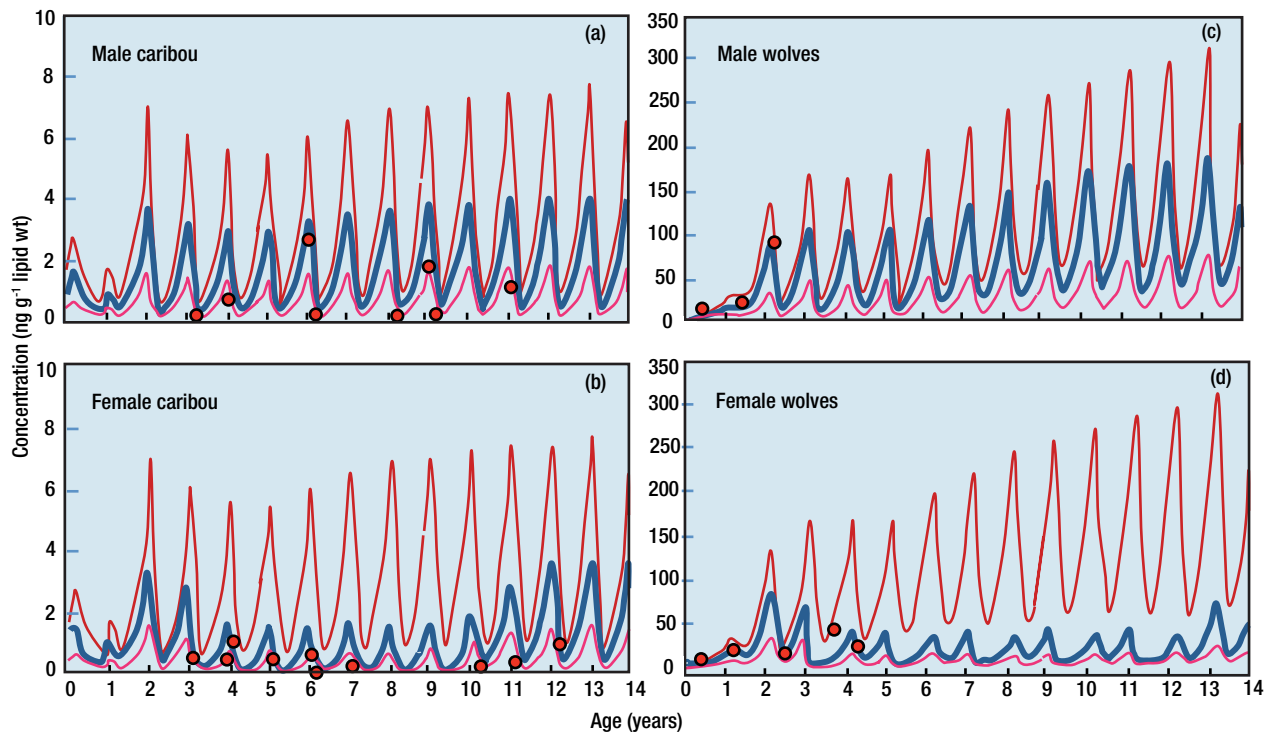 Concentration (ng g⁻¹ lipid wt)
10
8
6
4
2
0
Male caribou
(a)
350
300
250
200
150
100
50
0
Male wolves
(c)
10
8
6
4
2
0
Female caribou
(b)
0 1 2 3 4 5 6 7 8 9 10 11 12 13 14
350
300
250
200
150
100
50
0
Female wolves
(d)
0 1 2 3 4 5 6 7 8 9 10 11 12 13 14
Age (years)